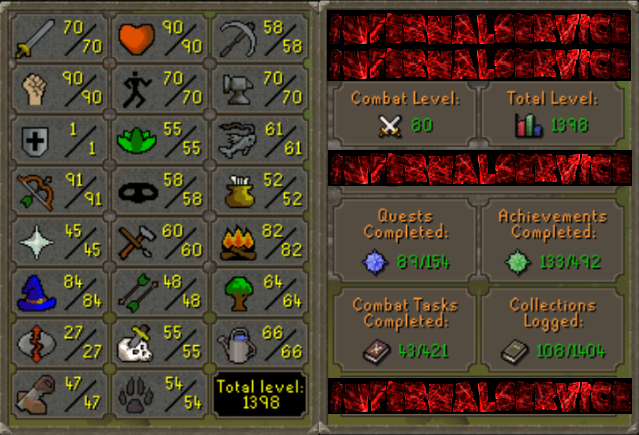 70/70 90/90 58/58
90/90 70/70 70/70
1/1 55/55 61/61
91/91 58/58 52/52
45/45 60/60 82/82
84/84 48/48 64/64
27/27 55/55 66/66
47/47 54/54 Total level:
1398
INFERNALSERVICE
INFERNALSERVICE
Combat Level: Total Level:
80 1398
INFERNALSERVICE
Quests Achievements
Completed: Completed:
89/154 133/492
Combat Tasks Collections
Completed: Logged:
43/421 108/1404
INFERNALSERVICE